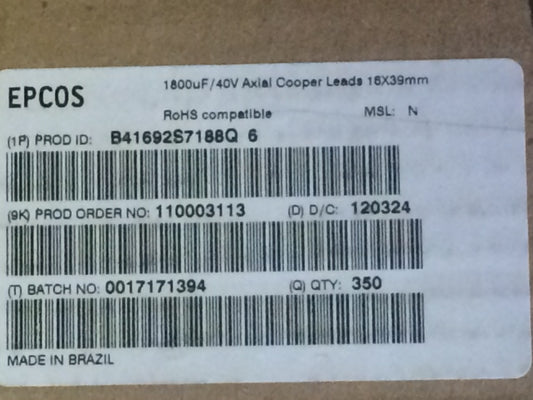 EPCOS
1800uF/40V Axial Cooper Leads 16X39mm
RoHS compatible MSL: N
(1P) PROD ID: B41692S7188Q 6
(9K) PROD ORDER NO: 110003113 (D) D/C: 120324
(T) BATCH NO: 0017171394 (Q) QTY: 350
MADE IN BRAZIL